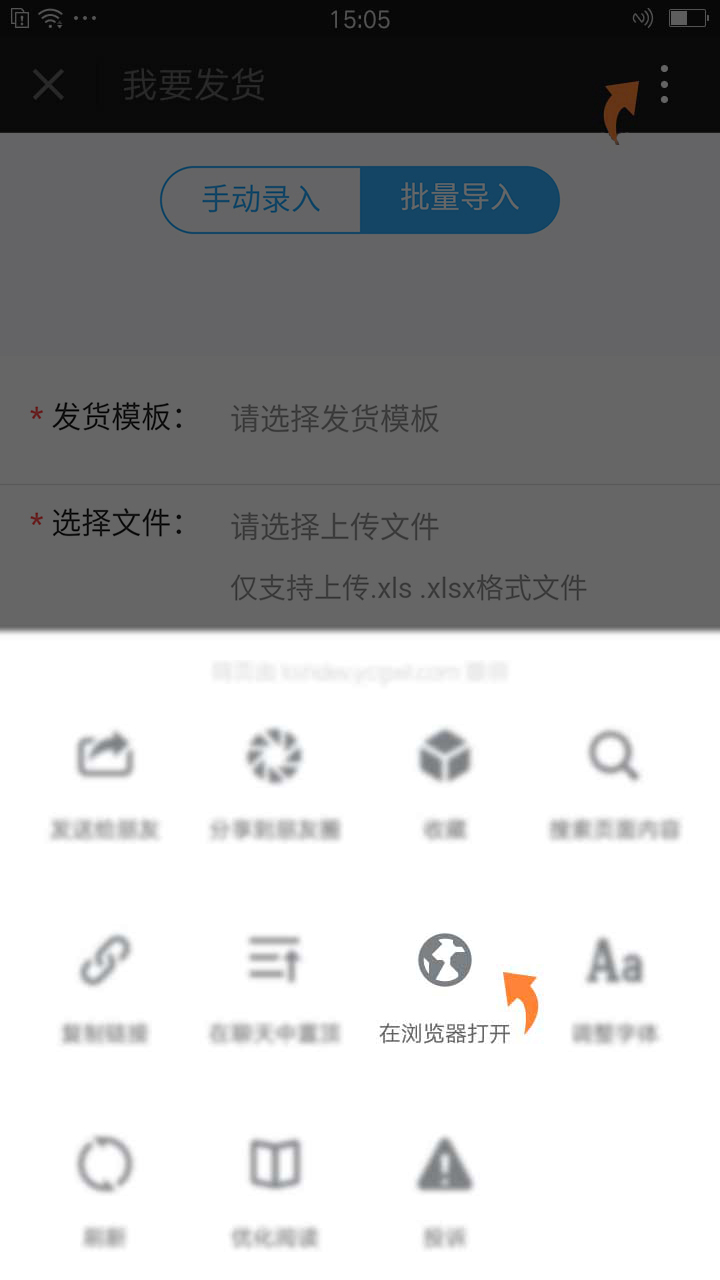 15:05
我要发货
手动录入 批量导入
* 发货模板： 请选择发货模板
* 选择文件： 请选择上传文件
仅支持上传.xls .xlsx格式文件
发送给朋友 分享到朋友圈 收藏 搜索页面内容
复制链接 在聊天中置顶 在浏览器打开 调整字体
Aa
刷新 优化阅读 投诉